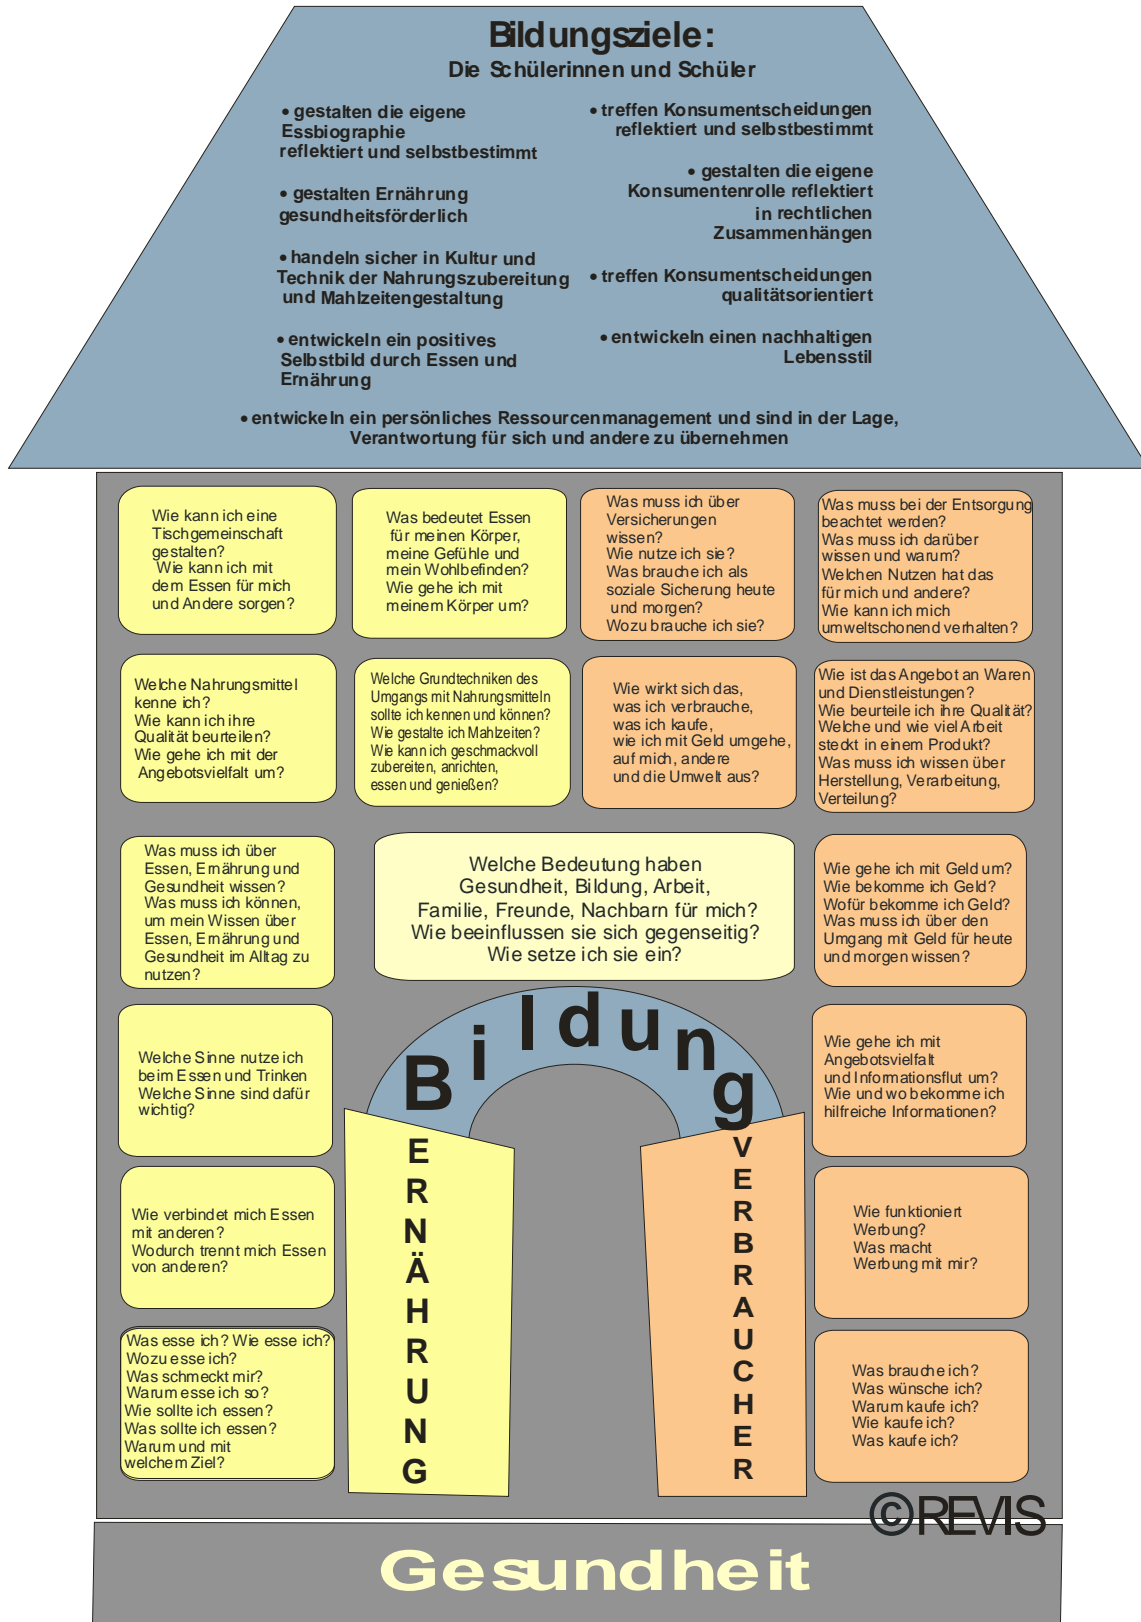 Bildungsziele:
Die Schülerinnen und Schüler
• gestalten die eigene
Essbiographie
reflektiert und selbstbestimmt
• gestalten Ernährung
gesundheitsförderlich
• handeln sicher in Kultur und
Technik der Nahrungszubereitung
und Mahlzeitengestaltung
• entwickeln ein positives
Selbstbild durch Essen und
Ernährung
• treffen Konsumentscheidungen
reflektiert und selbstbestimmt
• gestalten die eigene
Konsumentenrolle reflektiert
in rechtlichen
Zusammenhängen
• treffen Konsumentscheidungen
qualitätsorientiert
• entwickeln einen nachhaltigen
Lebensstil
• entwickeln ein persönliches Ressourcenmanagement und sind in der Lage,
Verantwortung für sich und andere zu übernehmen
Wie kann ich eine
Tischgemeinschaft
gestalten?
Wie kann ich mit
dem Essen für mich
und Andere sorgen?
Was bedeutet Essen
für meinen Körper,
meine Gefühle und
mein Wohlbefinden?
Wie gehe ich mit
meinem Körper um?
Was muss ich über
Versicherungen
wissen?
Wie nutze ich sie?
Was brauche ich als
soziale Sicherung heute
und morgen?
Wozu brauche ich sie?
Was muss bei der Entsorgung
beachtet werden?
Was muss ich darüber
wissen und warum?
Welchen Nutzen hat das
für mich und andere?
Wie kann ich mich
umweltschonend verhalten?
Welche Nahrungsmittel
kenne ich?
Wie kann ich ihre
Qualität beurteilen?
Wie gehe ich mit der
Angebotsvielfalt um?
Welche Grundtechniken des
Umgangs mit Nahrungsmitteln
sollte ich kennen und können?
Wie gestalte ich Mahlzeiten?
Wie kann ich geschmackvoll
zubereiten, anrichten,
essen und genießen?
Wie wirkt sich das,
was ich verbrauche,
was ich kaufe,
wie ich mit Geld umgehe,
auf mich, andere
und die Umwelt aus?
Wie ist das Angebot an Waren
und Dienstleistungen?
Wie beurteile ich ihre Qualität?
Welche und wie viel Arbeit
steckt in einem Produkt?
Was muss ich wissen über
Herstellung, Verarbeitung,
Verteilung?
Was muss ich über
Essen, Ernährung und
Gesundheit wissen?
Was muss ich können,
um mein Wissen über
Essen, Ernährung und
Gesundheit im Alltag zu
nutzen?
Welche Bedeutung haben
Gesundheit, Bildung, Arbeit,
Familie, Freunde, Nachbarn für mich?
Wie beeinflussen sie sich gegenseitig?
Wie setze ich sie ein?
Wie gehe ich mit Geld um?
Wie bekomme ich Geld?
Wofür bekomme ich Geld?
Was muss ich über den
Umgang mit Geld für heute
und morgen wissen?
Bildung
Welche Sinne nutze ich
beim Essen und Trinken
Welche Sinne sind dafür
wichtig?
Wie gehe ich mit
Angebotsvielfalt
und Informationsflut um?
Wie und wo bekomme ich
hilfreiche Informationen?
ERNÄHRUNG
VERBRAUCHER
Wie verbindet mich Essen
mit anderen?
Wodurch trennt mich Essen
von anderen?
Wie funktioniert
Werbung?
Was macht
Werbung mit mir?
Was esse ich? Wie esse ich?
Wozu esse ich?
Was schmeckt mir?
Warum esse ich so?
Wie sollte ich essen?
Was sollte ich essen?
Warum und mit
welchem Ziel?
Was brauche ich?
Was wünsche ich?
Warum kaufe ich?
Wie kaufe ich?
Was kaufe ich?
©REVIS
Gesundheit